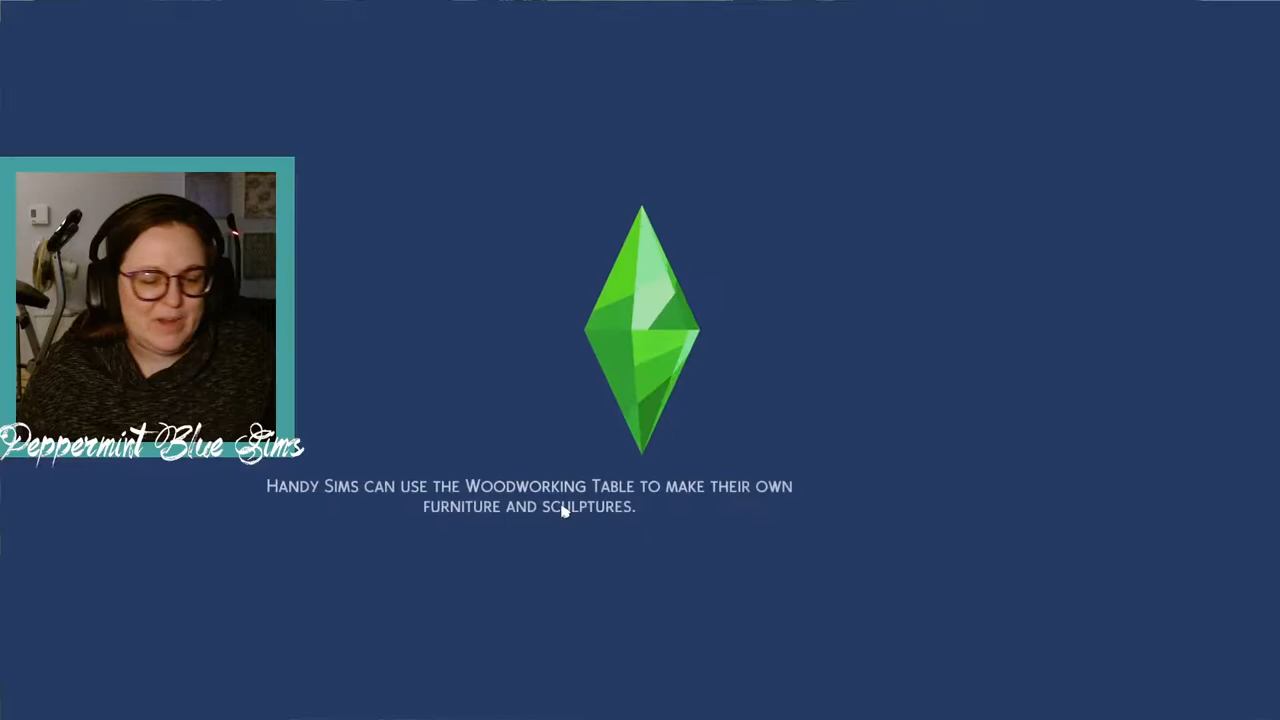 Peppermint Blue Sims
Handy Sims can use the Woodworking Table to make their own
furniture and sculptures.